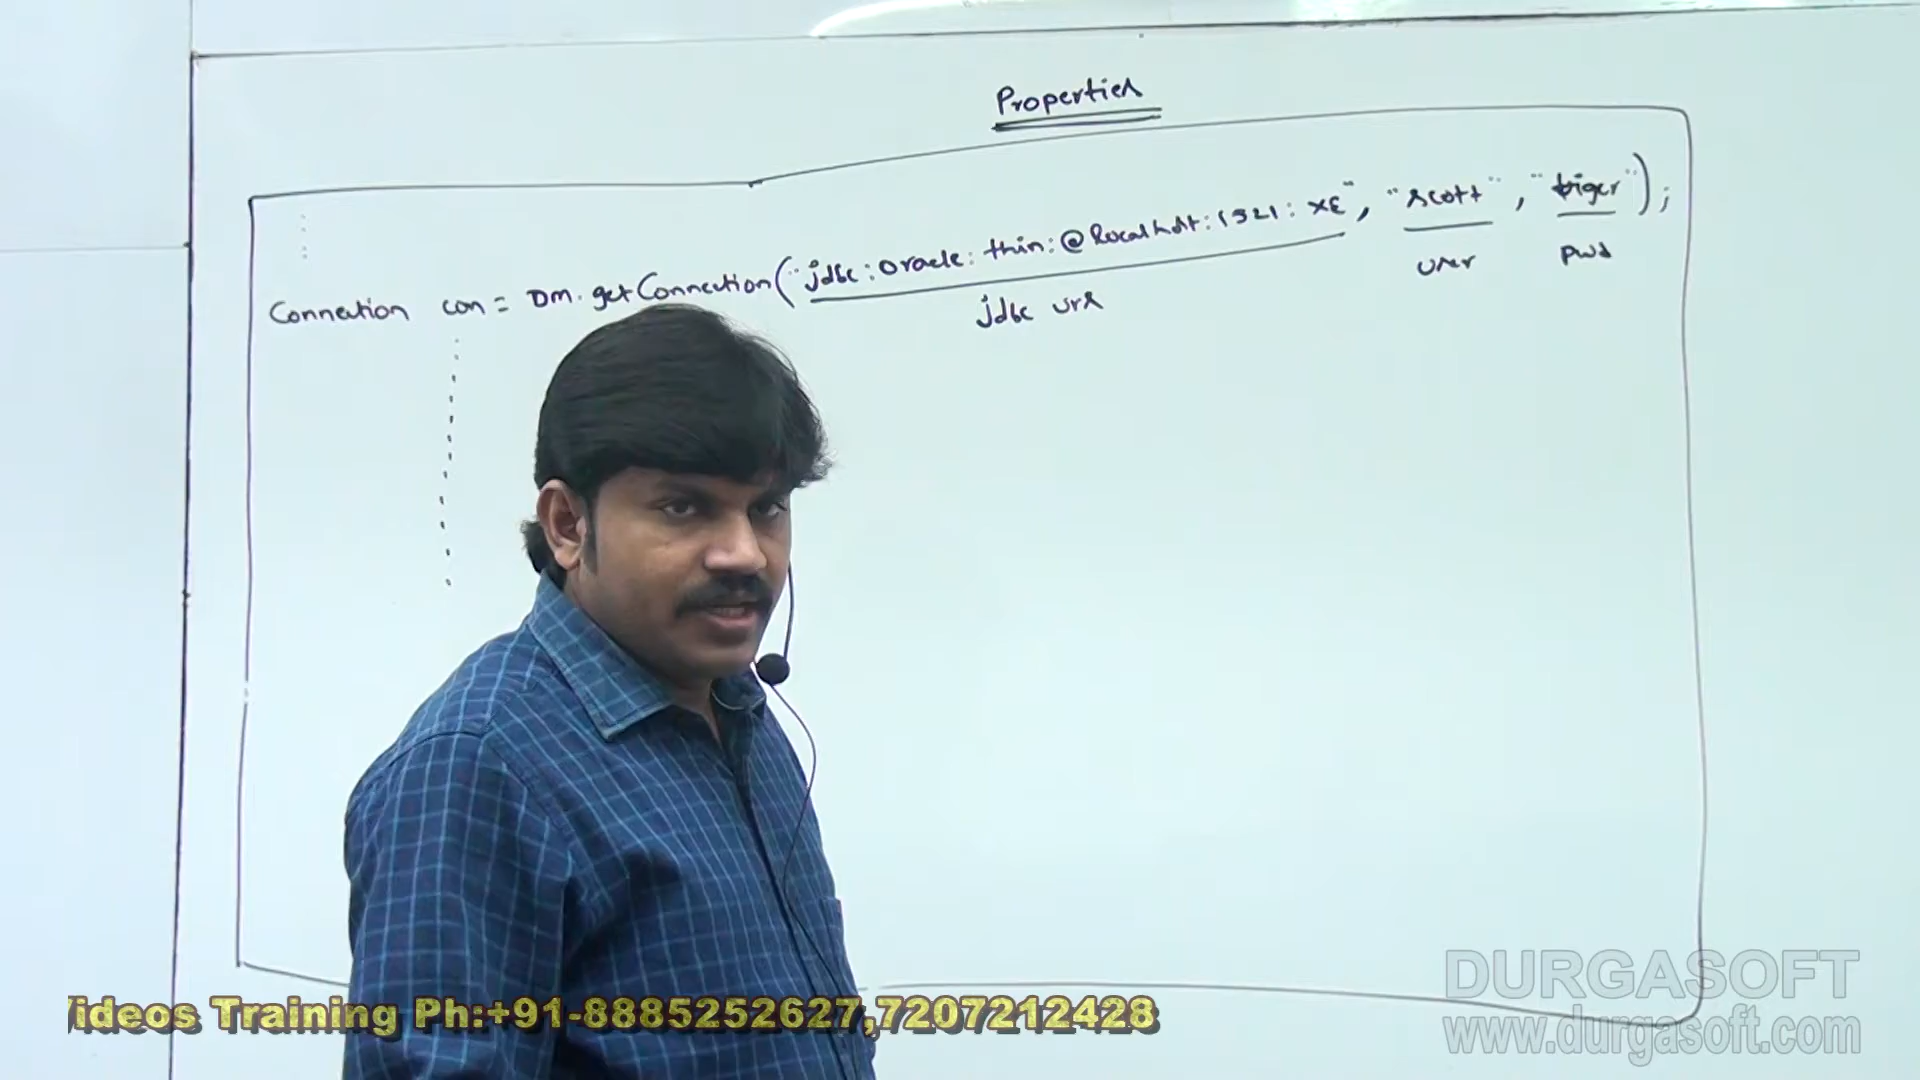 Properties
Connection con = DM.getConnection("jdbc:oracle:thin:@localhost:1521:XE", "scott", "tiger");
jdbc url
user
pwd
ideos Training Ph:+91-8885252627,7207212428
DURGASOFT
www.durgasoft.com